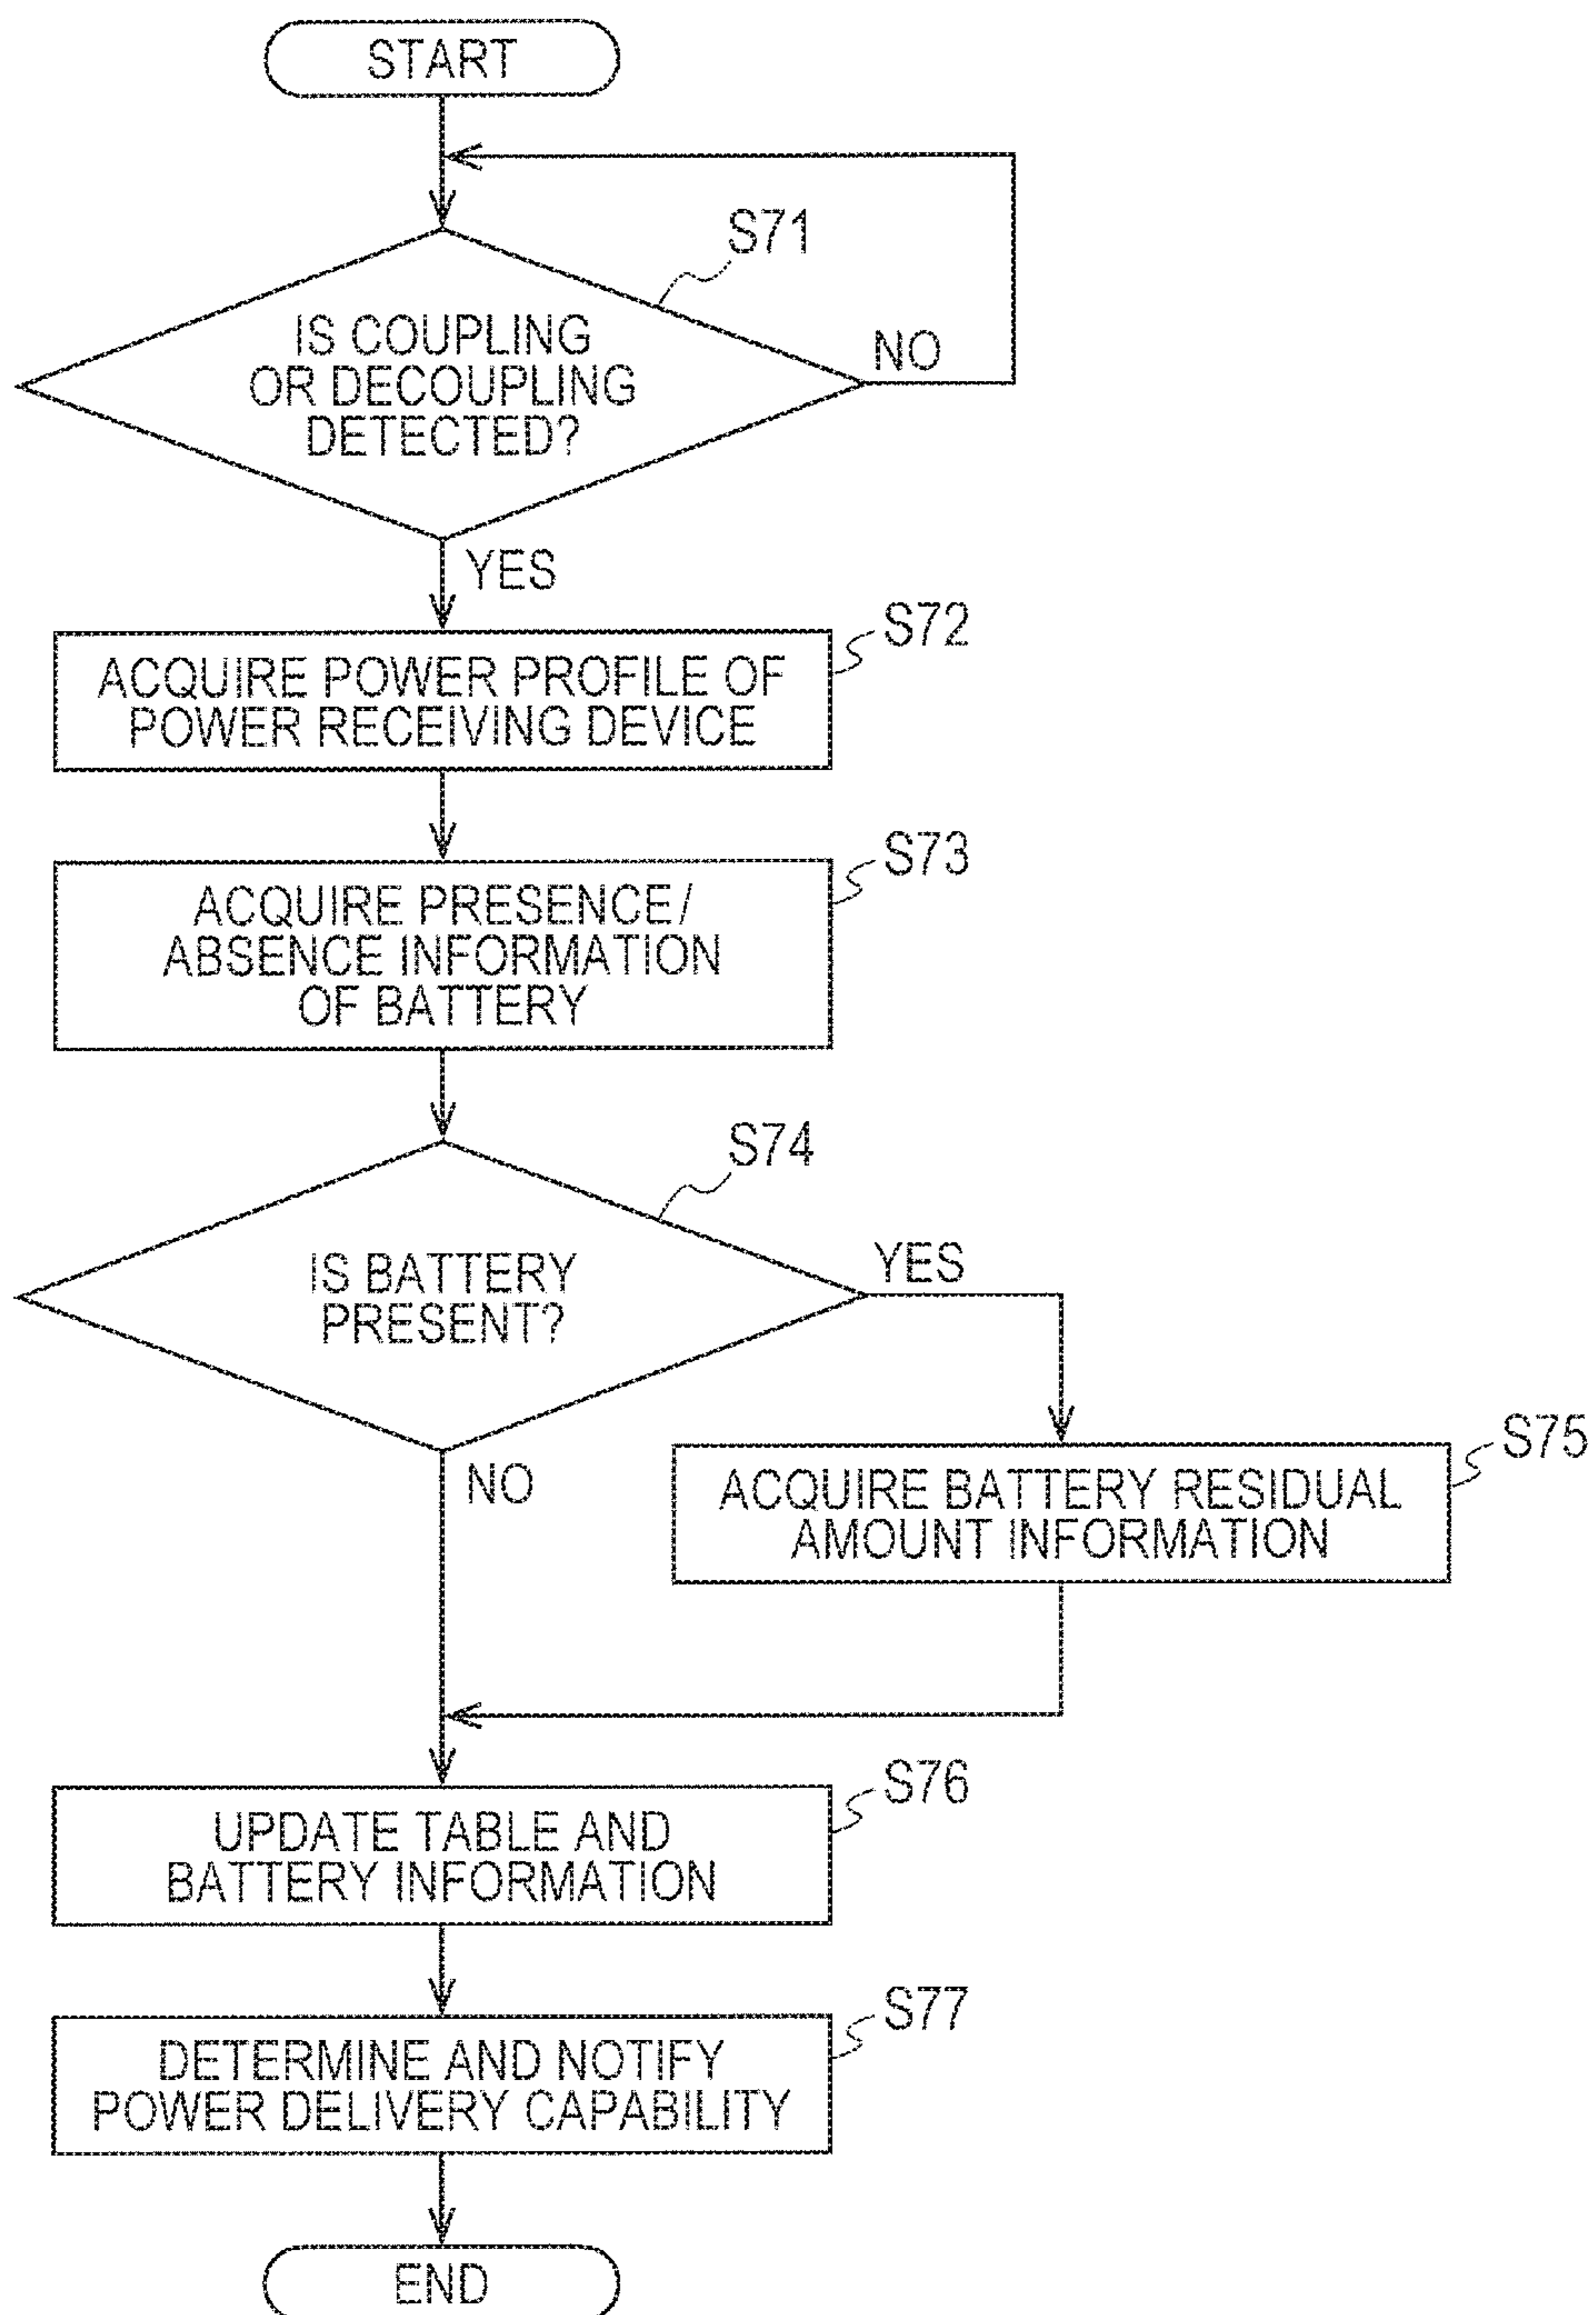 START
S71
IS COUPLING
OR DECOUPLING
DETECTED?
NO
YES
S72
ACQUIRE POWER PROFILE OF
POWER RECEIVING DEVICE
S73
ACQUIRE PRESENCE/
ABSENCE INFORMATION
OF BATTERY
S74
IS BATTERY
PRESENT?
YES
NO
S75
ACQUIRE BATTERY RESIDUAL
AMOUNT INFORMATION
S76
UPDATE TABLE AND
BATTERY INFORMATION
S77
DETERMINE AND NOTIFY
POWER DELIVERY CAPABILITY
END